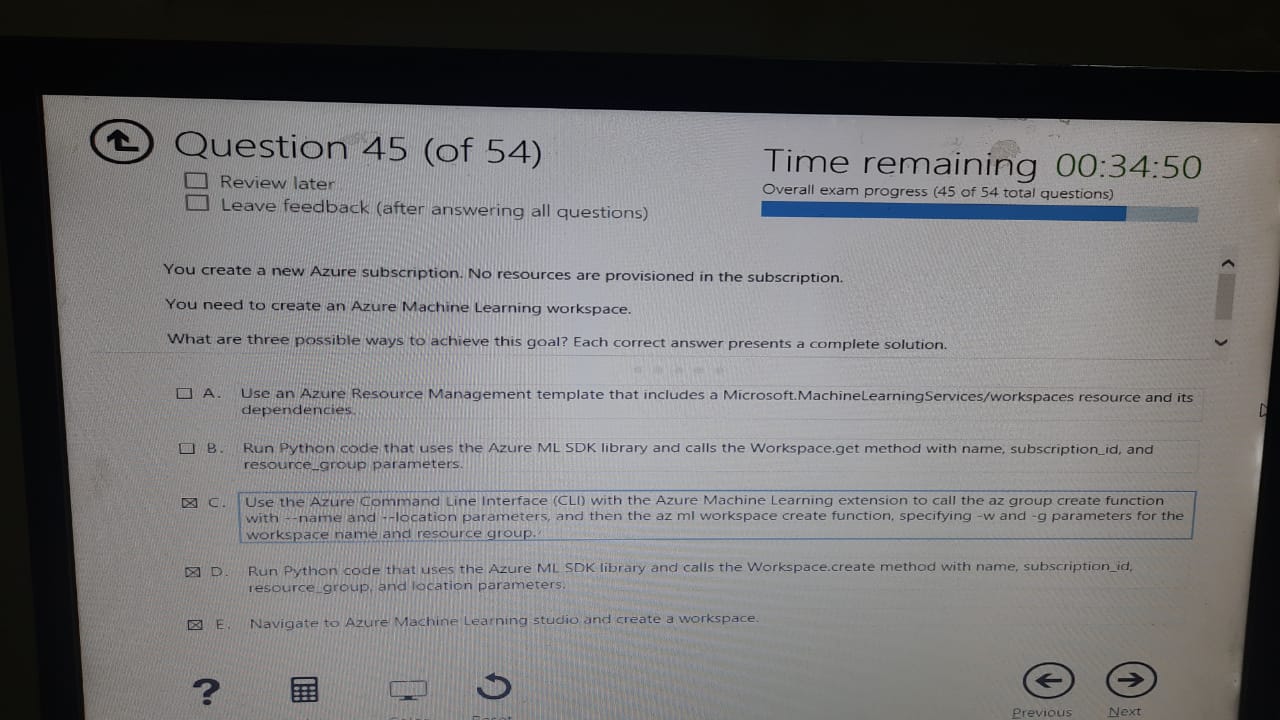 Question 45 (of 54)
Review later
Leave feedback (after answering all questions)
Time remaining 00:34:50
Overall exam progress (45 of 54 total questions)
You create a new Azure subscription. No resources are provisioned in the subscription.
You need to create an Azure Machine Learning workspace.
What are three possible ways to achieve this goal? Each correct answer presents a complete solution.
A. Use an Azure Resource Management template that includes a Microsoft.MachineLearningServices/workspaces resource and its
dependencies.
B. Run Python code that uses the Azure ML SDK library and calls the Workspace.get method with name, subscription_id, and
resource_group parameters.
C. Use the Azure Command Line Interface (CLI) with the Azure Machine Learning extension to call the az group create function
with --name and --location parameters, and then the az ml workspace create function, specifying -w and -g parameters for the
workspace name and resource group.
D. Run Python code that uses the Azure ML SDK library and calls the Workspace.create method with name, subscription_id,
resource_group, and location parameters.
E. Navigate to Azure Machine Learning studio and create a workspace.
?
Previous Next